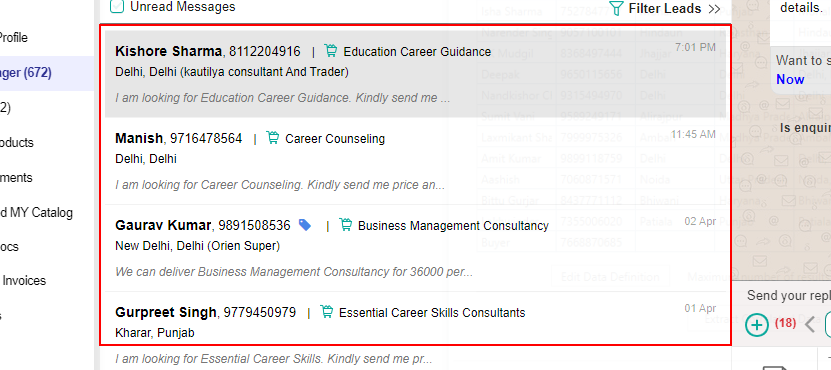 Unread Messages
Filter Leads
details.
Profile
Kishore Sharma, 8112204916 | Education Career Guidance
7:01 PM
Delhi, Delhi (kautilya consultant And Trader)
I am looking for Education Career Guidance. Kindly send me ...
ager (672)
Want to s
Now
2)
Manish, 9716478564 | Career Counseling
11:45 AM
Delhi, Delhi
I am looking for Career Counseling. Kindly send me price an...
Is enquir
oducts
ments
d MY Catalog
Gaurav Kumar, 9891508536 | Business Management Consultancy
02 Apr
New Delhi, Delhi (Orien Super)
We can deliver Business Management Consultancy for 36000 per...
ocs
Invoices
Gurpreet Singh, 9779450979 | Essential Career Skills Consultants
01 Apr
Kharar, Punjab
I am looking for Essential Career Skills. Kindly send me pr...
s
Send your repl
(18)